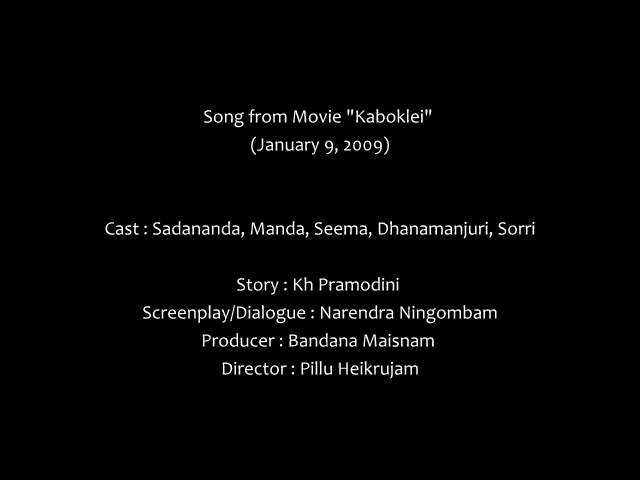 Song from Movie "Kaboklei"
(January 9, 2009)
Cast : Sadananda, Manda, Seema, Dhanamanjuri, Sorri
Story : Kh Pramodini
Screenplay/Dialogue : Narendra Ningombam
Producer : Bandana Maisnam
Director : Pillu Heikrujam